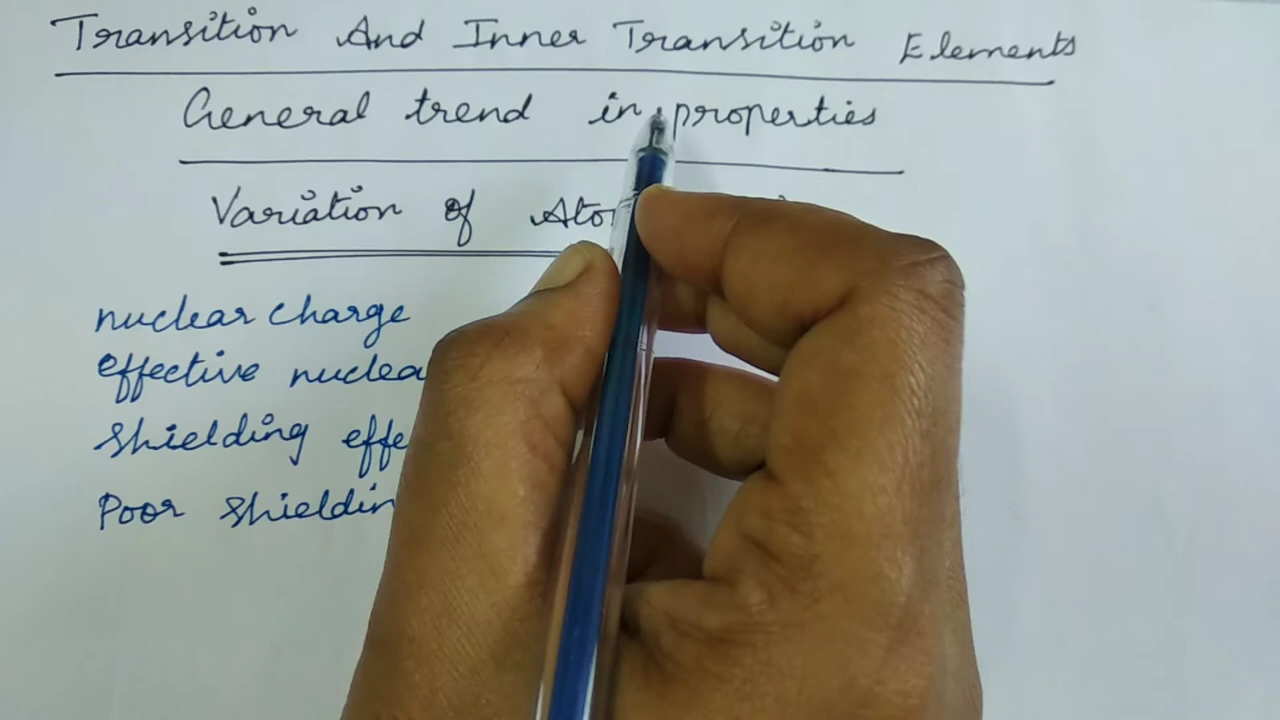 Transition And Inner Transition Elements
General trend in properties
Variation of
nuclear charge
effective
shielding
Poor